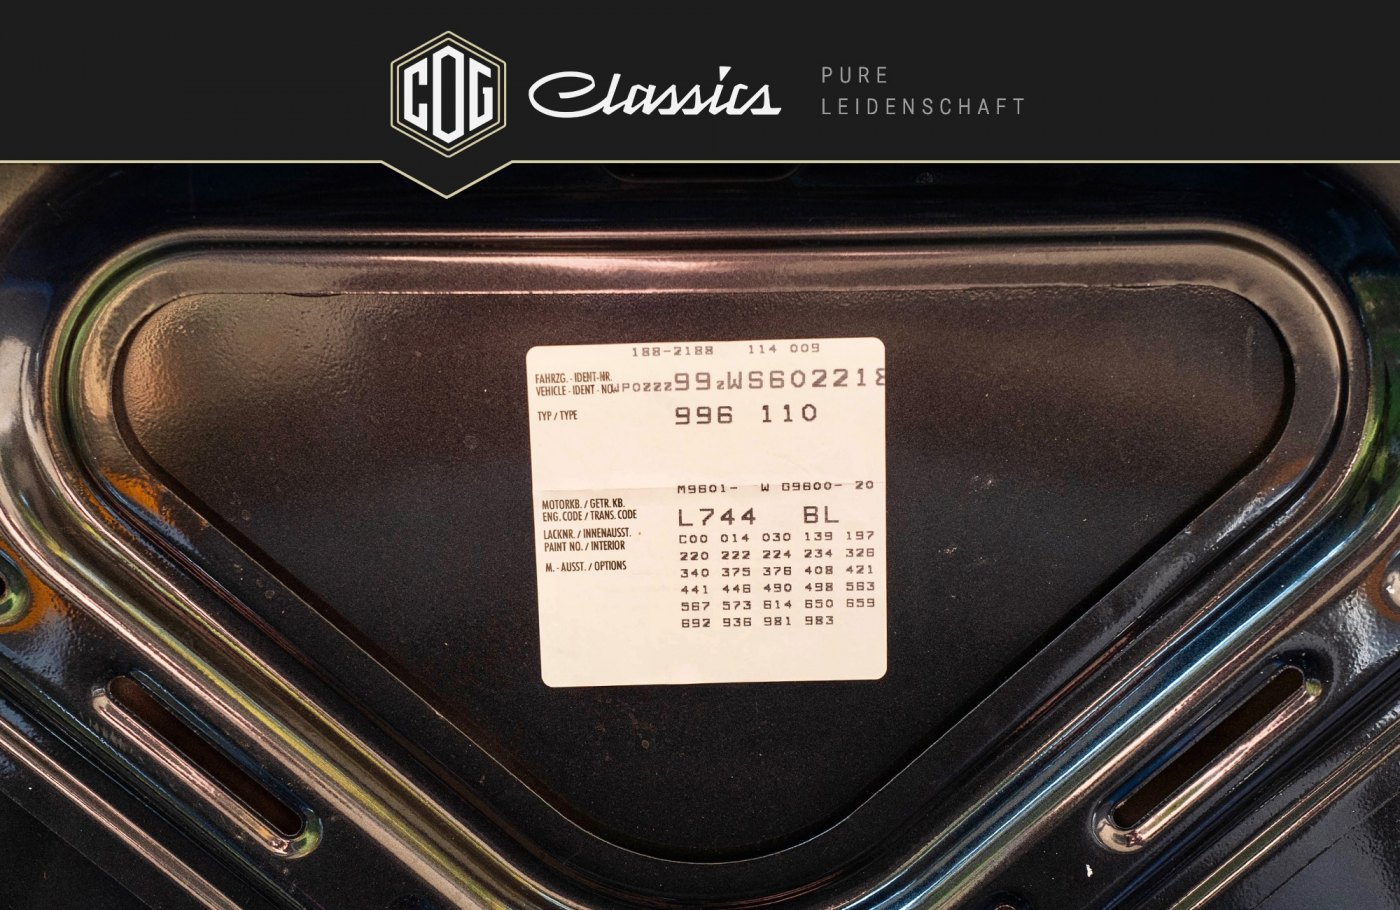 COG Classics
PURE
LEIDENSCHAFT
188-2188 114 009
FAHRZG.-IDENT-NR.
VEHICLE-IDENT-NO. WP0ZZZ99ZWS602218
TYP / TYPE 996 110
M9601- W G9600- 20
MOTORKB. / GETR. KB.
ENG. CODE / TRANS. CODE
L744 BL
LACKNR. / INNENAUSST.
PAINT NO. / INTERIOR
M.-AUSST. / OPTIONS
C00 014 030 139 197
220 222 224 234 326
340 375 376 408 421
441 446 490 498 563
567 573 614 650 659
692 936 981 983